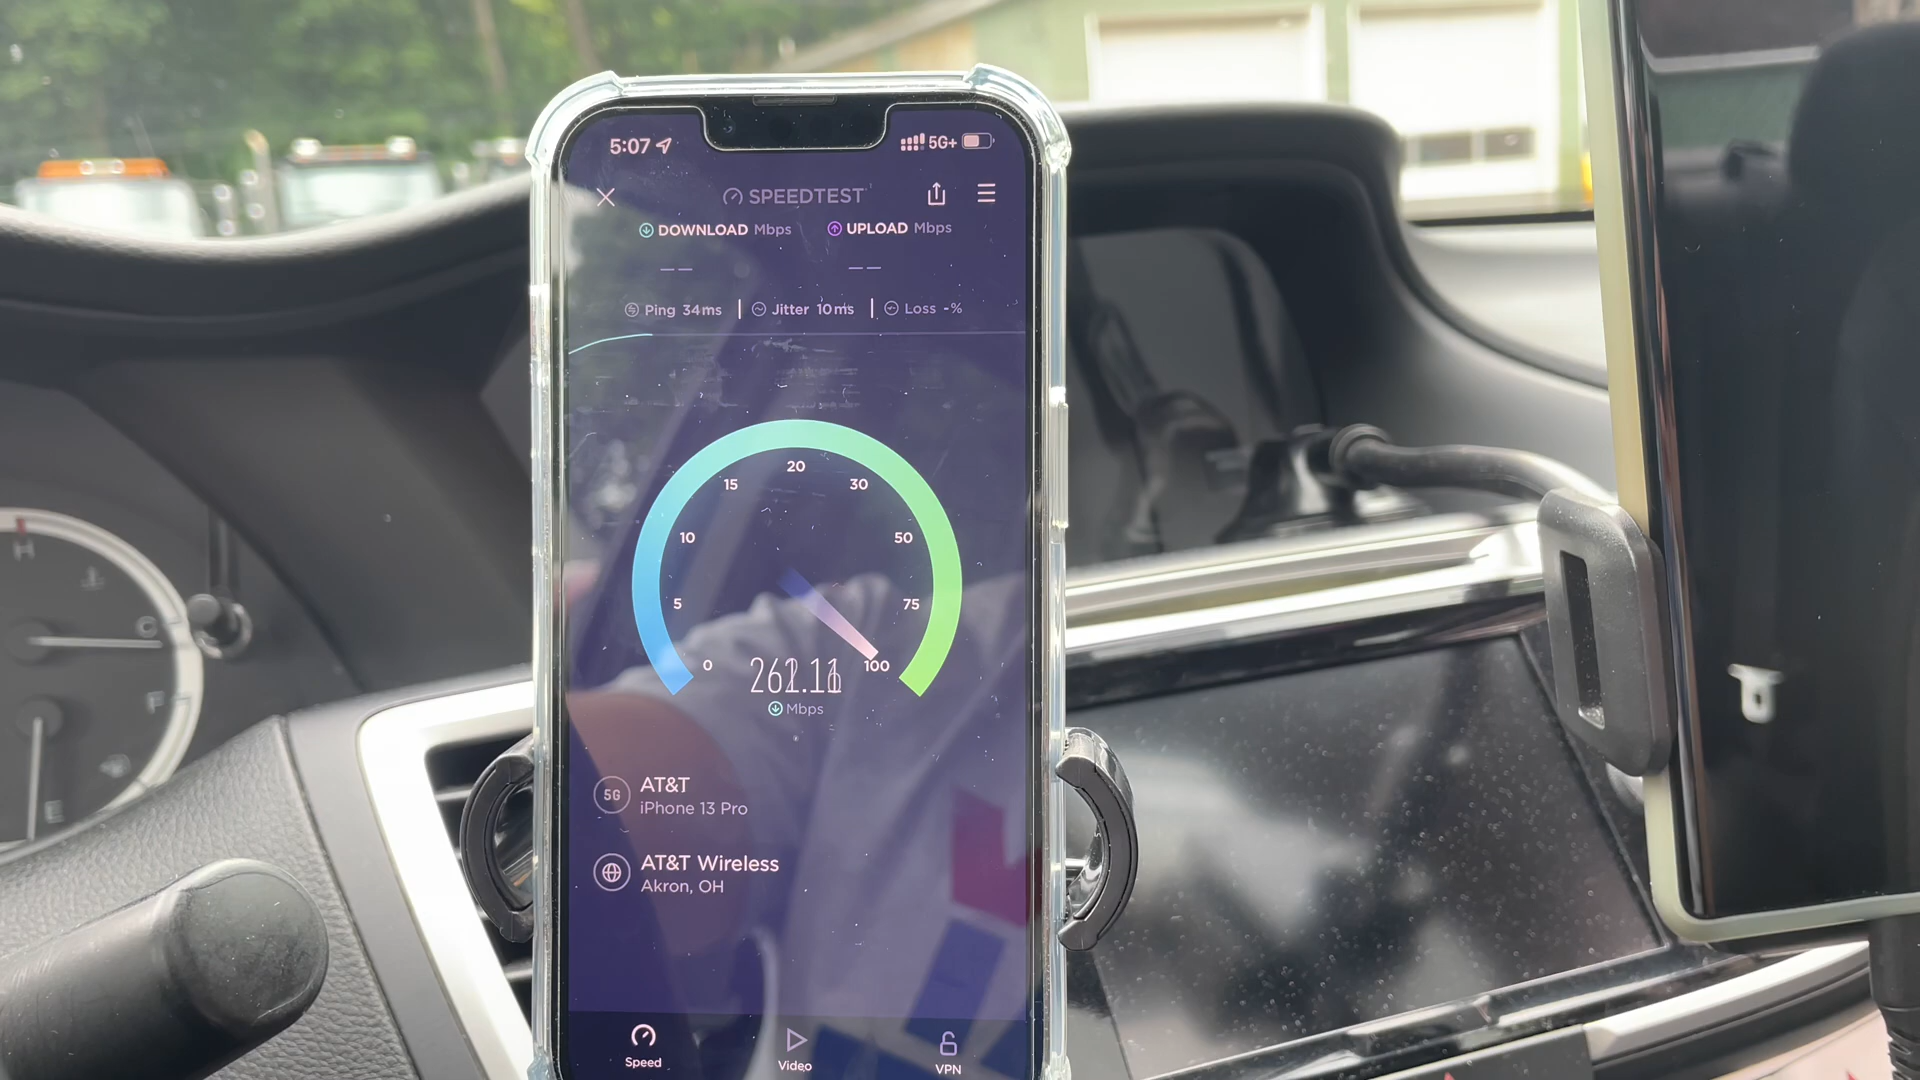 5:07 5G+
SPEEDTEST
DOWNLOAD Mbps UPLOAD Mbps
— — — —
Ping 34ms Jitter 10ms Loss -%
20
15 30
10 50
5 75
0 100
Mbps
5G AT&T
iPhone 13 Pro
AT&T Wireless
Akron, OH
Speed Video VPN
H
C
F
E